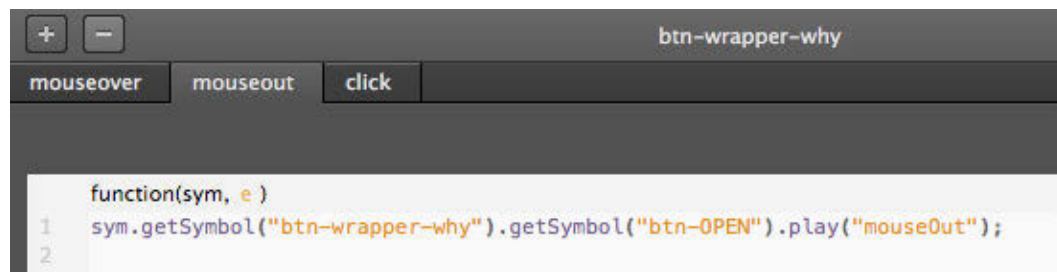 + − btn-wrapper-why
mouseover mouseout click
function(sym, e )
1 sym.getSymbol("btn-wrapper-why").getSymbol("btn-OPEN").play("mouseOut");
2